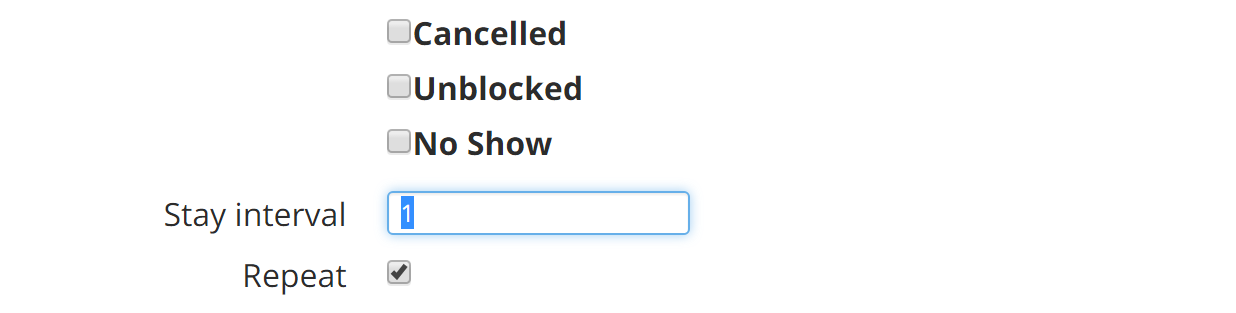 Cancelled
Unblocked
No Show
Stay interval 1
Repeat